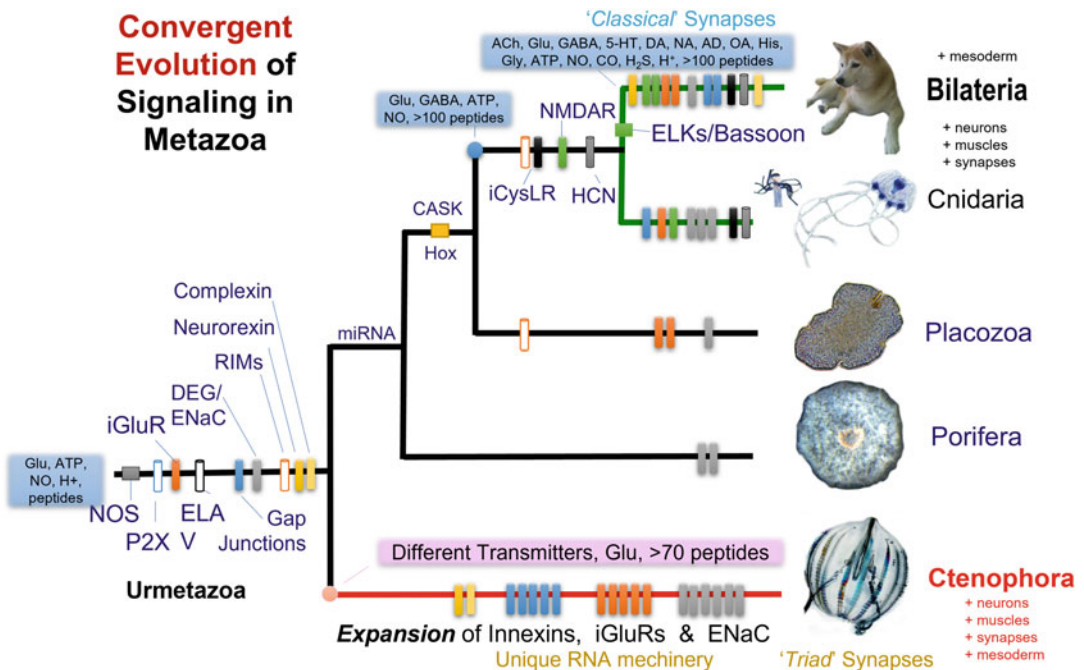 Convergent
Evolution of
Signaling in
Metazoa
'Classical' Synapses
ACh, Glu, GABA, 5-HT, DA, NA, AD, OA, His,
Gly, ATP, NO, CO, H₂S, H⁺, >100 peptides
+ mesoderm
Bilateria
+ neurons
+ muscles
+ synapses
Glu, GABA, ATP,
NO, >100 peptides
NMDAR
ELKs/Bassoon
iCysLR
HCN
Cnidaria
CASK
Hox
Complexin
Neurorexin
RIMs
DEG/
ENaC
iGluR
miRNA
Placozoa
Porifera
Glu, ATP,
NO, H+,
peptides
NOS
P2X
ELA
V
Gap
Junctions
Urmetazoa
Different Transmitters, Glu, >70 peptides
Ctenophora
+ neurons
+ muscles
+ synapses
+ mesoderm
Expansion of Innexins, iGluRs & ENaC
Unique RNA mechinery
'Triad' Synapses